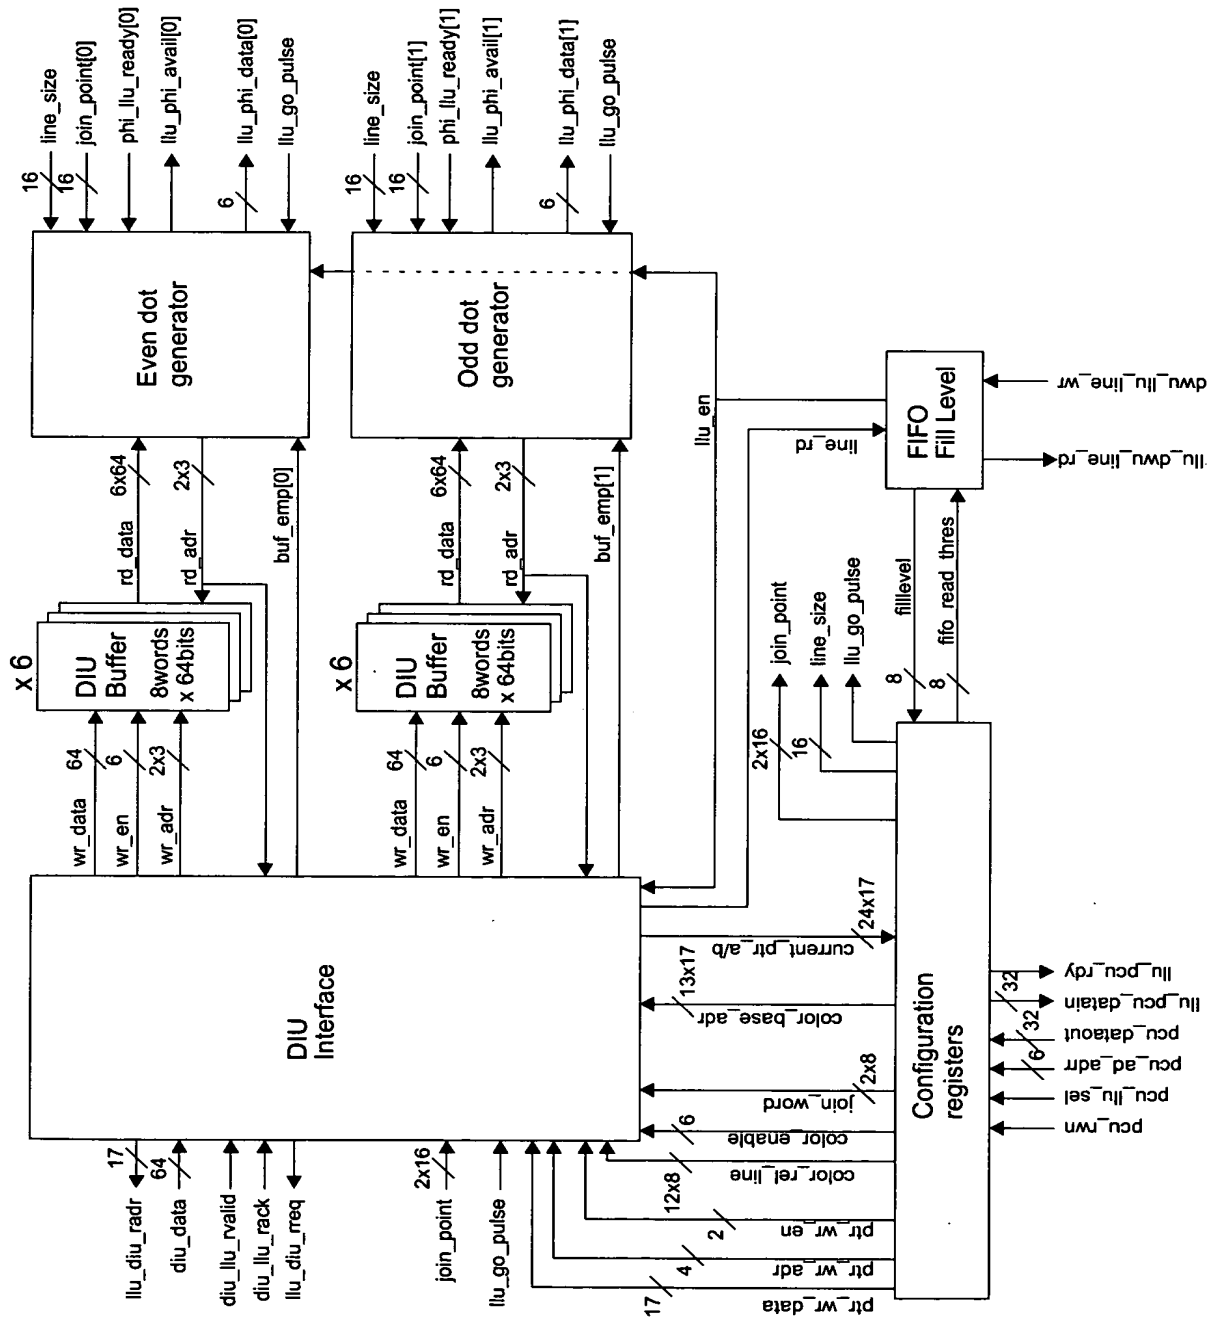 llu_diu_radr
17
diu_data
64
diu_llu_rvalid
diu_llu_rack
llu_diu_rreq
join_point
2x16
llu_go_pulse
DIU
Interface
wr_data
64
wr_en
6
wr_adr
2x3
x 6
DIU
Buffer
8words
x 64bits
rd_data
6x64
rd_adr
2x3
buf_emp[0]
Even dot
generator
16
line_size
16
join_point[0]
phi_llu_ready[0]
llu_phi_avail[0]
6
llu_phi_data[0]
llu_go_pulse
wr_data
64
wr_en
6
wr_adr
2x3
x 6
DIU
Buffer
8words
x 64bits
rd_data
6x64
rd_adr
2x3
buf_emp[1]
Odd dot
generator
16
line_size
16
join_point[1]
phi_llu_ready[1]
llu_phi_avail[1]
6
llu_phi_data[1]
llu_go_pulse
llu_en
line_rd
ptr_wr_data
17
ptr_wr_adr
4
ptr_wr_en
2
color_rel_line
12x8
color_enable
6
join_word
2x8
color_base_adr
13x17
current_ptr_a/b
24x17
Configuration
registers
2x16
join_point
16
line_size
llu_go_pulse
8
filllevel
8
fifo_read_thres
FIFO
Fill Level
pcu_rwn
pcu_llu_sel
pcu_ad_adr
6
pcu_dataout
32
llu_pcu_datain
32
llu_pcu_rdy
llu_dwu_line_rd
dwu_llu_line_wr